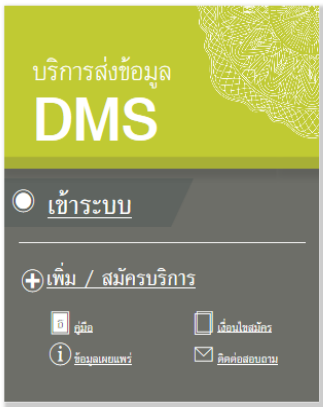 บริการส่งข้อมูล
DMS
เข้าระบบ
เพิ่ม / สมัครบริการ
คู่มือ
เงื่อนไขสมัคร
ข้อมูลเผยแพร่
ติดต่อสอบถาม